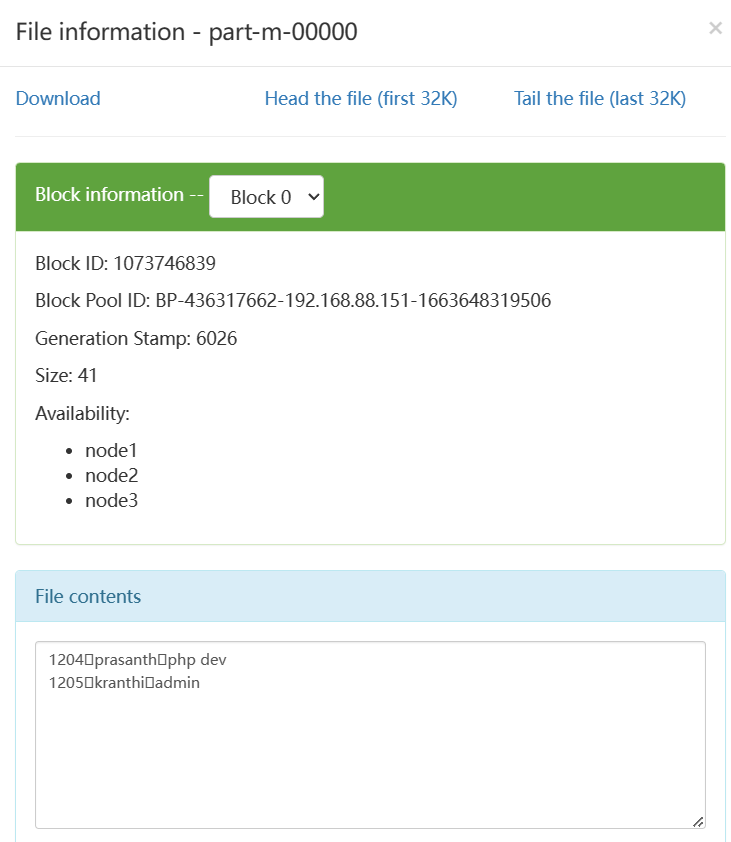 File information - part-m-00000
×
Download Head the file (first 32K) Tail the file (last 32K)
Block information -- Block 0
Block ID: 1073746839
Block Pool ID: BP-436317662-192.168.88.151-1663648319506
Generation Stamp: 6026
Size: 41
Availability:
• node1
• node2
• node3
File contents
1204▯prasanth▯php dev
1205▯kranthi▯admin